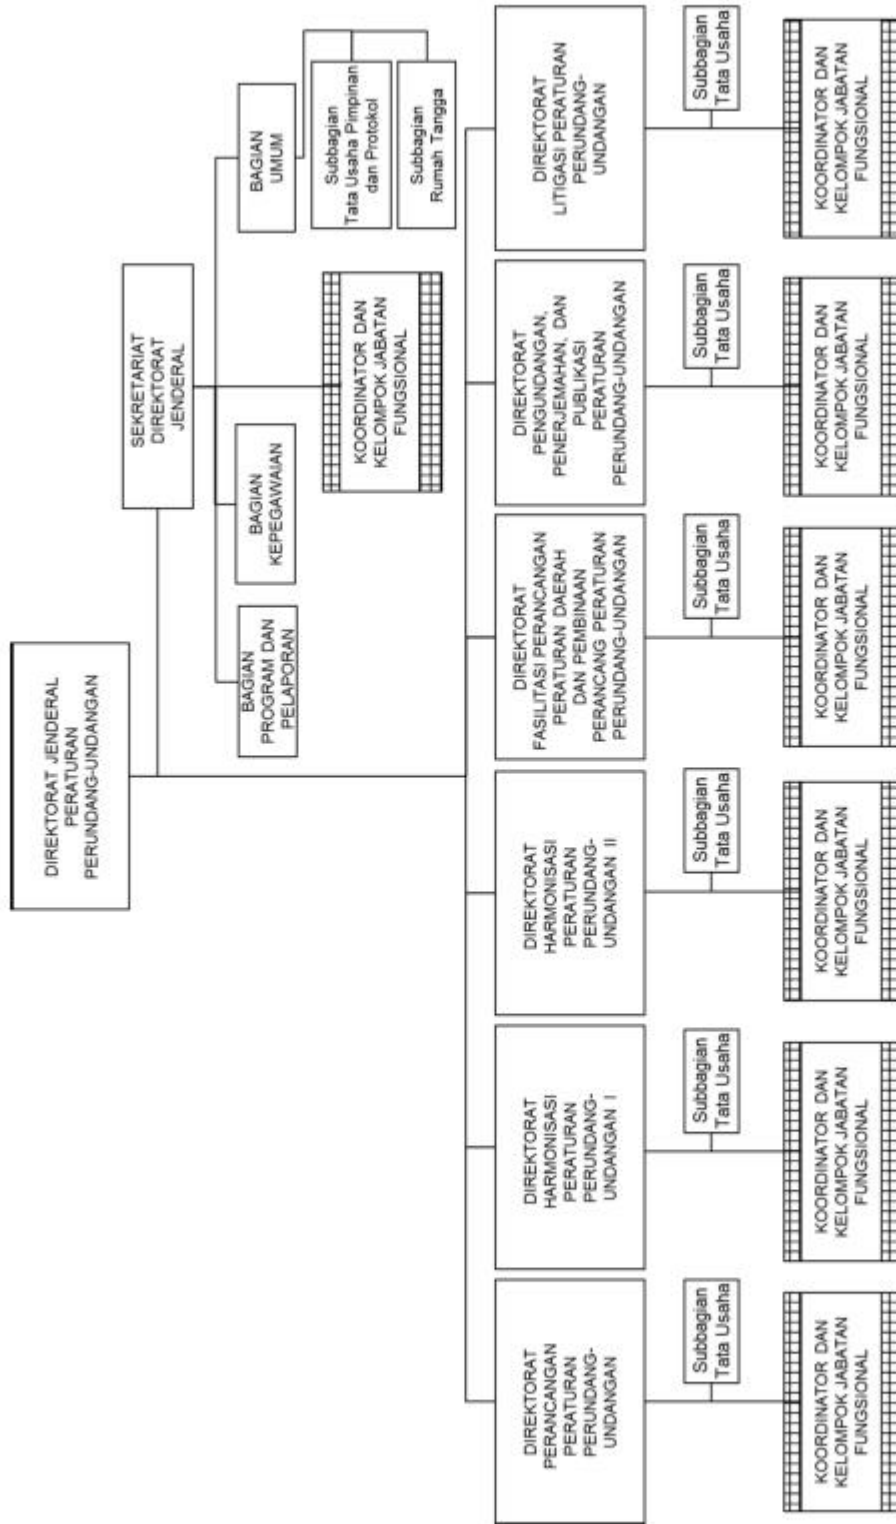 DIREKTORAT JENDERAL
PERATURAN
PERUNDANG-UNDANGAN
SEKRETARIAT
DIREKTORAT
JENDERAL
BAGIAN
PROGRAM DAN
PELAPORAN
BAGIAN
KEPEGAWAIAN
BAGIAN
UMUM
KOORDINATOR DAN
KELOMPOK JABATAN
FUNGSIONAL
Subbagian
Tata Usaha Pimpinan
dan Protokol
Subbagian
Rumah Tangga
DIREKTORAT
PERANCANGAN
PERATURAN
PERUNDANG-
UNDANGAN
DIREKTORAT
HARMONISASI
PERATURAN
PERUNDANG-
UNDANGAN I
DIREKTORAT
HARMONISASI
PERATURAN
PERUNDANG-
UNDANGAN II
DIREKTORAT
FASILITASI PERANCANGAN
PERATURAN DAERAH
DAN PEMBINAAN
PERANCANG PERATURAN
PERUNDANG-UNDANGAN
DIREKTORAT
PENGUNDANGAN,
PENERJEMAHAN, DAN
PUBLIKASI
PERATURAN
PERUNDANG-UNDANGAN
DIREKTORAT
LITIGASI PERATURAN
PERUNDANG-
UNDANGAN
Subbagian
Tata Usaha
Subbagian
Tata Usaha
Subbagian
Tata Usaha
Subbagian
Tata Usaha
Subbagian
Tata Usaha
Subbagian
Tata Usaha
KOORDINATOR DAN
KELOMPOK JABATAN
FUNGSIONAL
KOORDINATOR DAN
KELOMPOK JABATAN
FUNGSIONAL
KOORDINATOR DAN
KELOMPOK JABATAN
FUNGSIONAL
KOORDINATOR DAN
KELOMPOK JABATAN
FUNGSIONAL
KOORDINATOR DAN
KELOMPOK JABATAN
FUNGSIONAL
KOORDINATOR DAN
KELOMPOK JABATAN
FUNGSIONAL